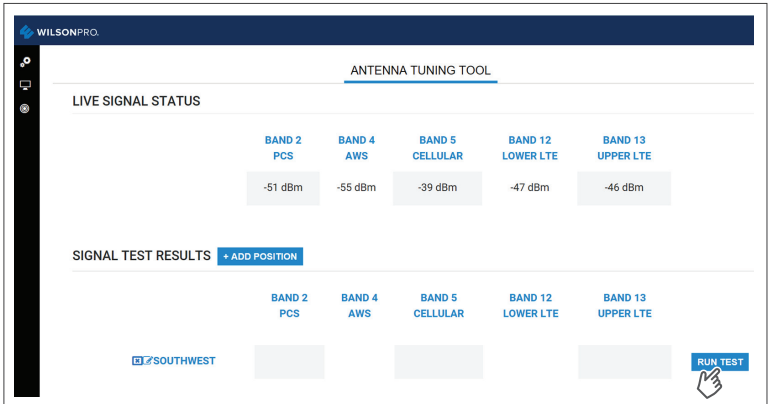 WILSONPRO.
ANTENNA TUNING TOOL
LIVE SIGNAL STATUS
BAND 2 BAND 4 BAND 5 BAND 12 BAND 13
PCS AWS CELLULAR LOWER LTE UPPER LTE
-51 dBm -55 dBm -39 dBm -47 dBm -46 dBm
SIGNAL TEST RESULTS + ADD POSITION
BAND 2 BAND 4 BAND 5 BAND 12 BAND 13
PCS AWS CELLULAR LOWER LTE UPPER LTE
SOUTHWEST RUN TEST